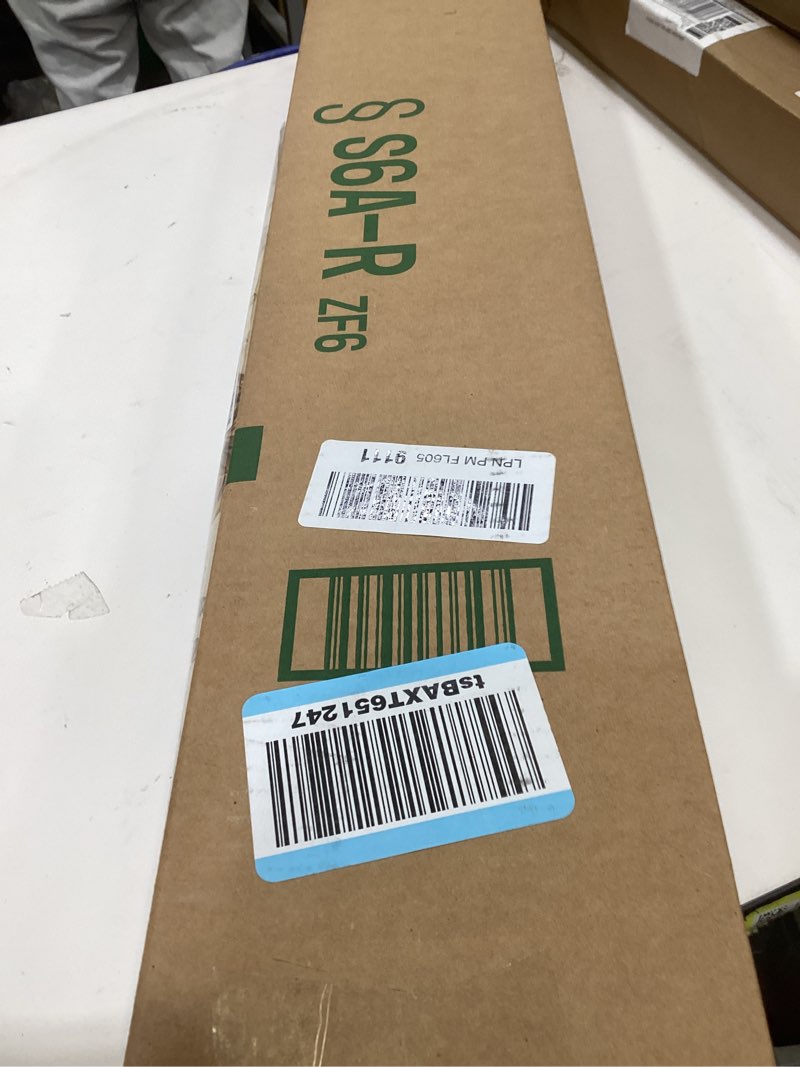 § S6A-R ZF6
LPN PM FL605 9111
tsBAXT651247